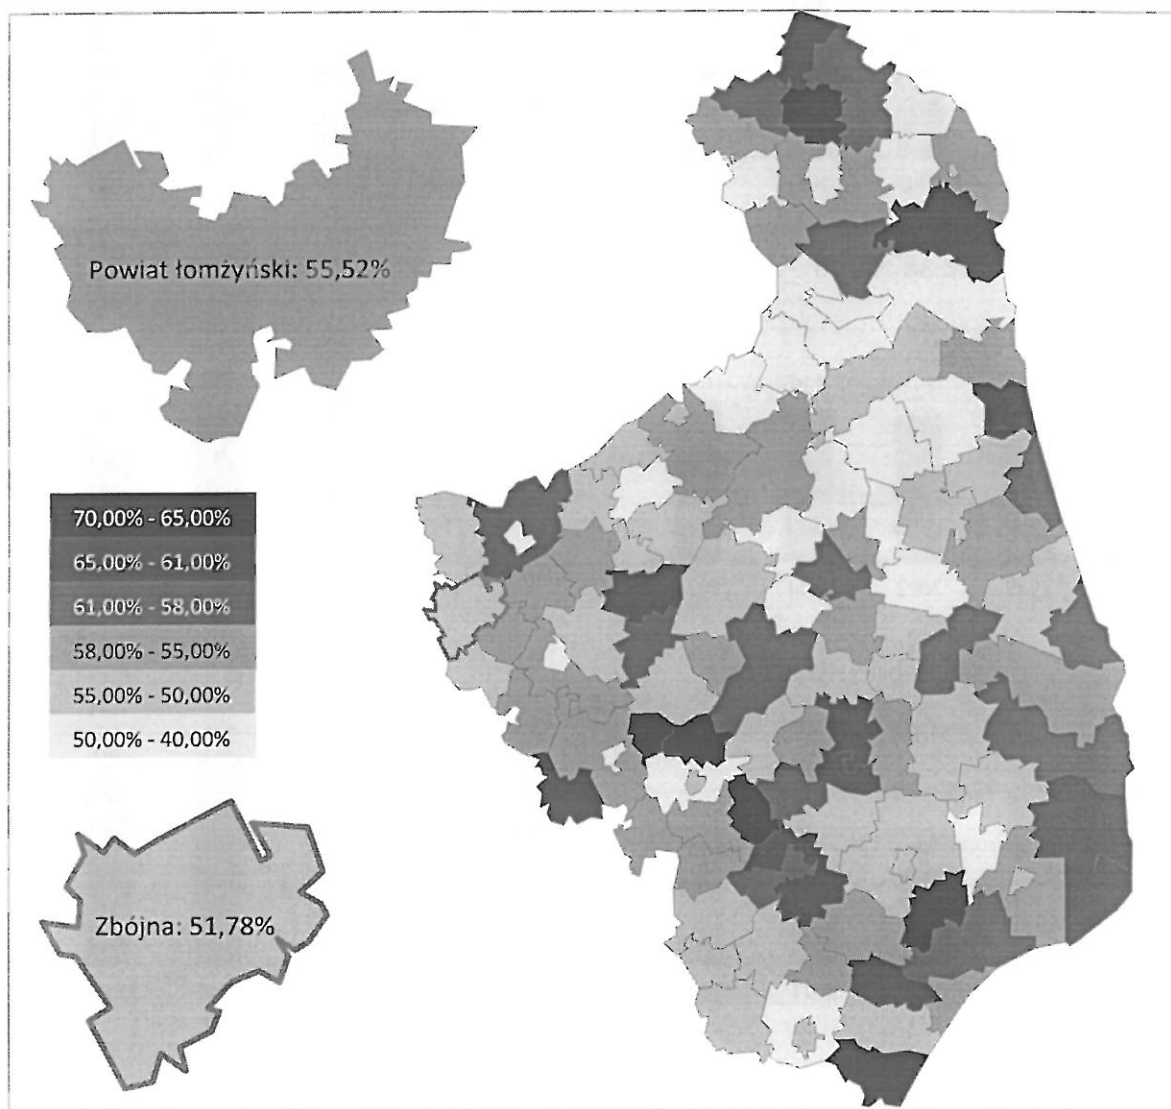 Powiat łomżyński: 55,52%
70,00% - 65,00%
65,00% - 61,00%
61,00% - 58,00%
58,00% - 55,00%
55,00% - 50,00%
50,00% - 40,00%
Zbójna: 51,78%